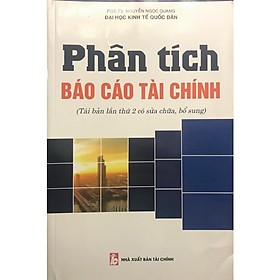 PGS.TS. NGUYỄN NGỌC QUANG
ĐẠI HỌC KINH TẾ QUỐC DÂN
Phân tích
BÁO CÁO TÀI CHÍNH
(Tái bản lần thứ 2 có sửa chữa, bổ sung)
NHÀ XUẤT BẢN TÀI CHÍNH